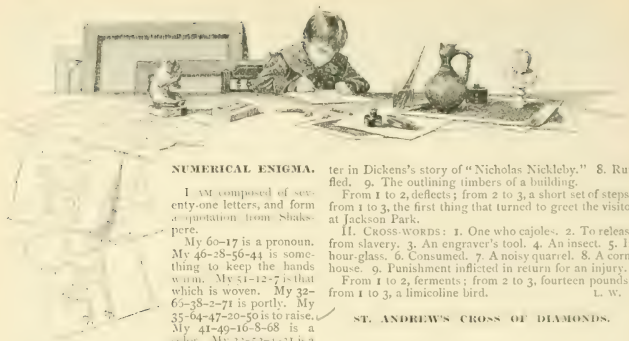 NUMERICAL ENIGMA.
I AM composed of sev-
enty-one letters, and form
a quotation from Shaks-
pere.
My 60-17 is a pronoun.
My 46-28-56-44 is some-
thing to keep the hands
warm. My 51-12-7 is that
which is woven. My 32-
66-38-2-71 is portly. My
35-64-47-20-50 is to raise.
My 41-49-16-8-68 is a
ter in Dickens's story of "Nicholas Nickleby." 8. Ru
fled. 9. The outlining timbers of a building.
From 1 to 2, deflects; from 2 to 3, a short set of steps
from 1 to 3, the first thing that turned to greet the visito
at Jackson Park.
II. CROSS-WORDS: 1. One who cajoles. 2. To releas
from slavery. 3. An engraver's tool. 4. An insect. 5. I
hour-glass. 6. Consumed. 7. A noisy quarrel. 8. A corn
house. 9. Punishment inflicted in return for an injury.
From 1 to 2, ferments; from 2 to 3, fourteen pounds
from 1 to 3, a limicoline bird. L. W.
ST. ANDREW'S CROSS OF DIAMONDS.